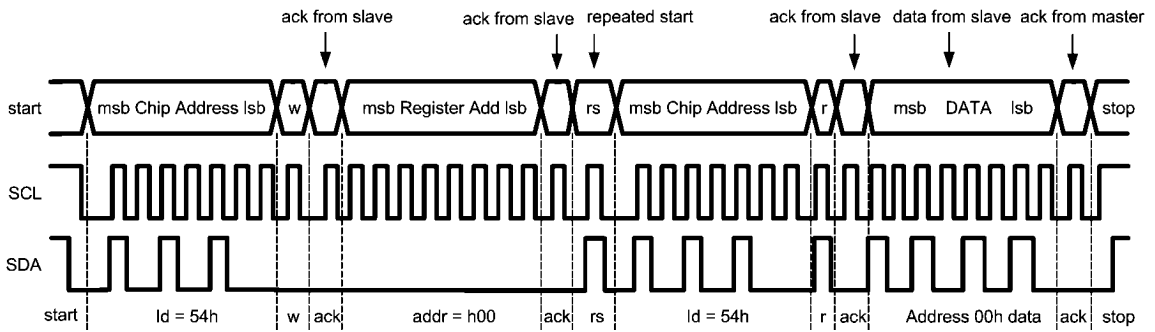 ack from slave ack from slave repeated start ack from slave data from slave ack from master
start msb Chip Address lsb w msb Register Add lsb rs msb Chip Address lsb r msb DATA lsb stop
SCL
SDA
start Id = 54h w ack addr = h00 ack rs Id = 54h r ack Address 00h data ack stop